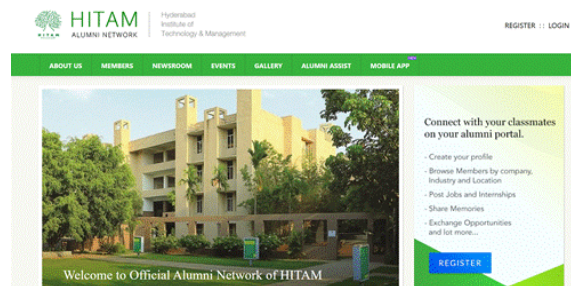 HITAM
ALUMNI NETWORK
HITAM
Hyderabad
Institute of
Technology & Management
REGISTER :: LOGIN
ABOUT US MEMBERS NEWSROOM EVENTS GALLERY ALUMNI ASSIST MOBILE APP
Connect with your classmates
on your alumni portal.
- Create your profile
- Browse Members by company,
Industry and Location
- Post Jobs and Internships
- Share Memories
- Exchange Opportunities
and lot more...
REGISTER
Welcome to Official Alumni Network of HITAM